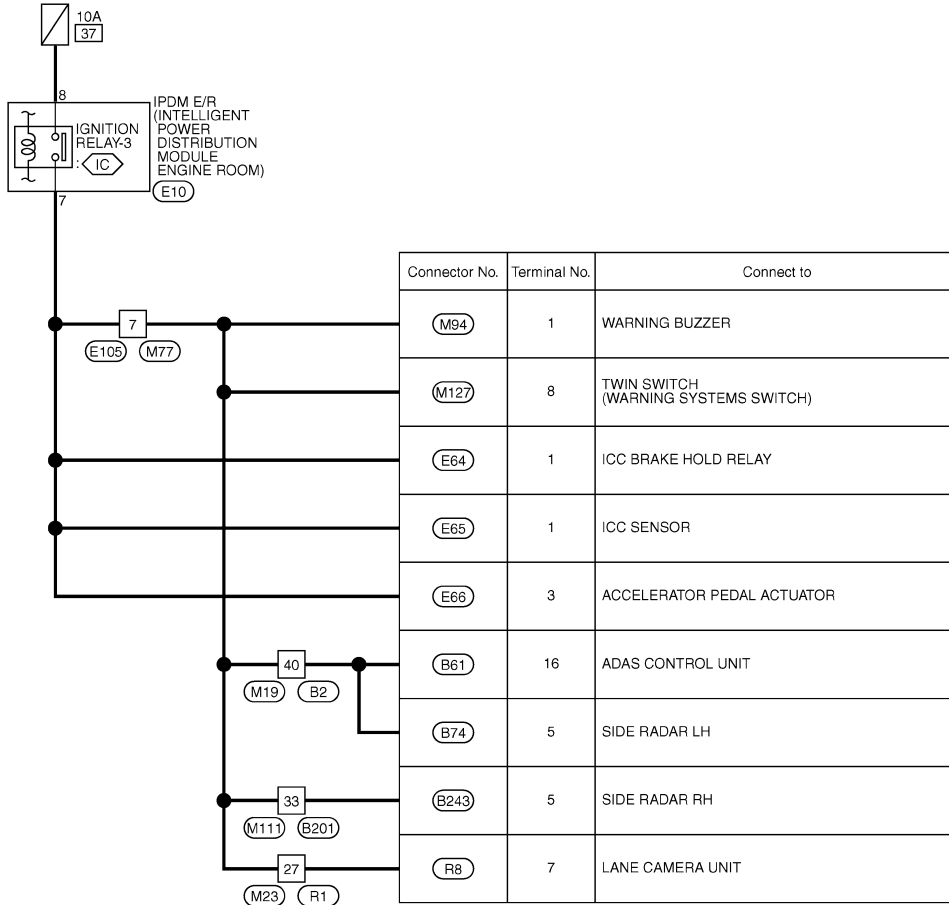 10A
37
8
IPDM E/R
(INTELLIGENT
POWER
DISTRIBUTION
MODULE
ENGINE ROOM)
IGNITION
RELAY-3
: IC
E10
7
Connector No. Terminal No. Connect to
7
M94 1 WARNING BUZZER
E105 M77
M127 8 TWIN SWITCH
(WARNING SYSTEMS SWITCH)
E64 1 ICC BRAKE HOLD RELAY
E65 1 ICC SENSOR
E66 3 ACCELERATOR PEDAL ACTUATOR
40
B61 16 ADAS CONTROL UNIT
M19 B2
B74 5 SIDE RADAR LH
33
B243 5 SIDE RADAR RH
M111 B201
27
R8 7 LANE CAMERA UNIT
M23 R1